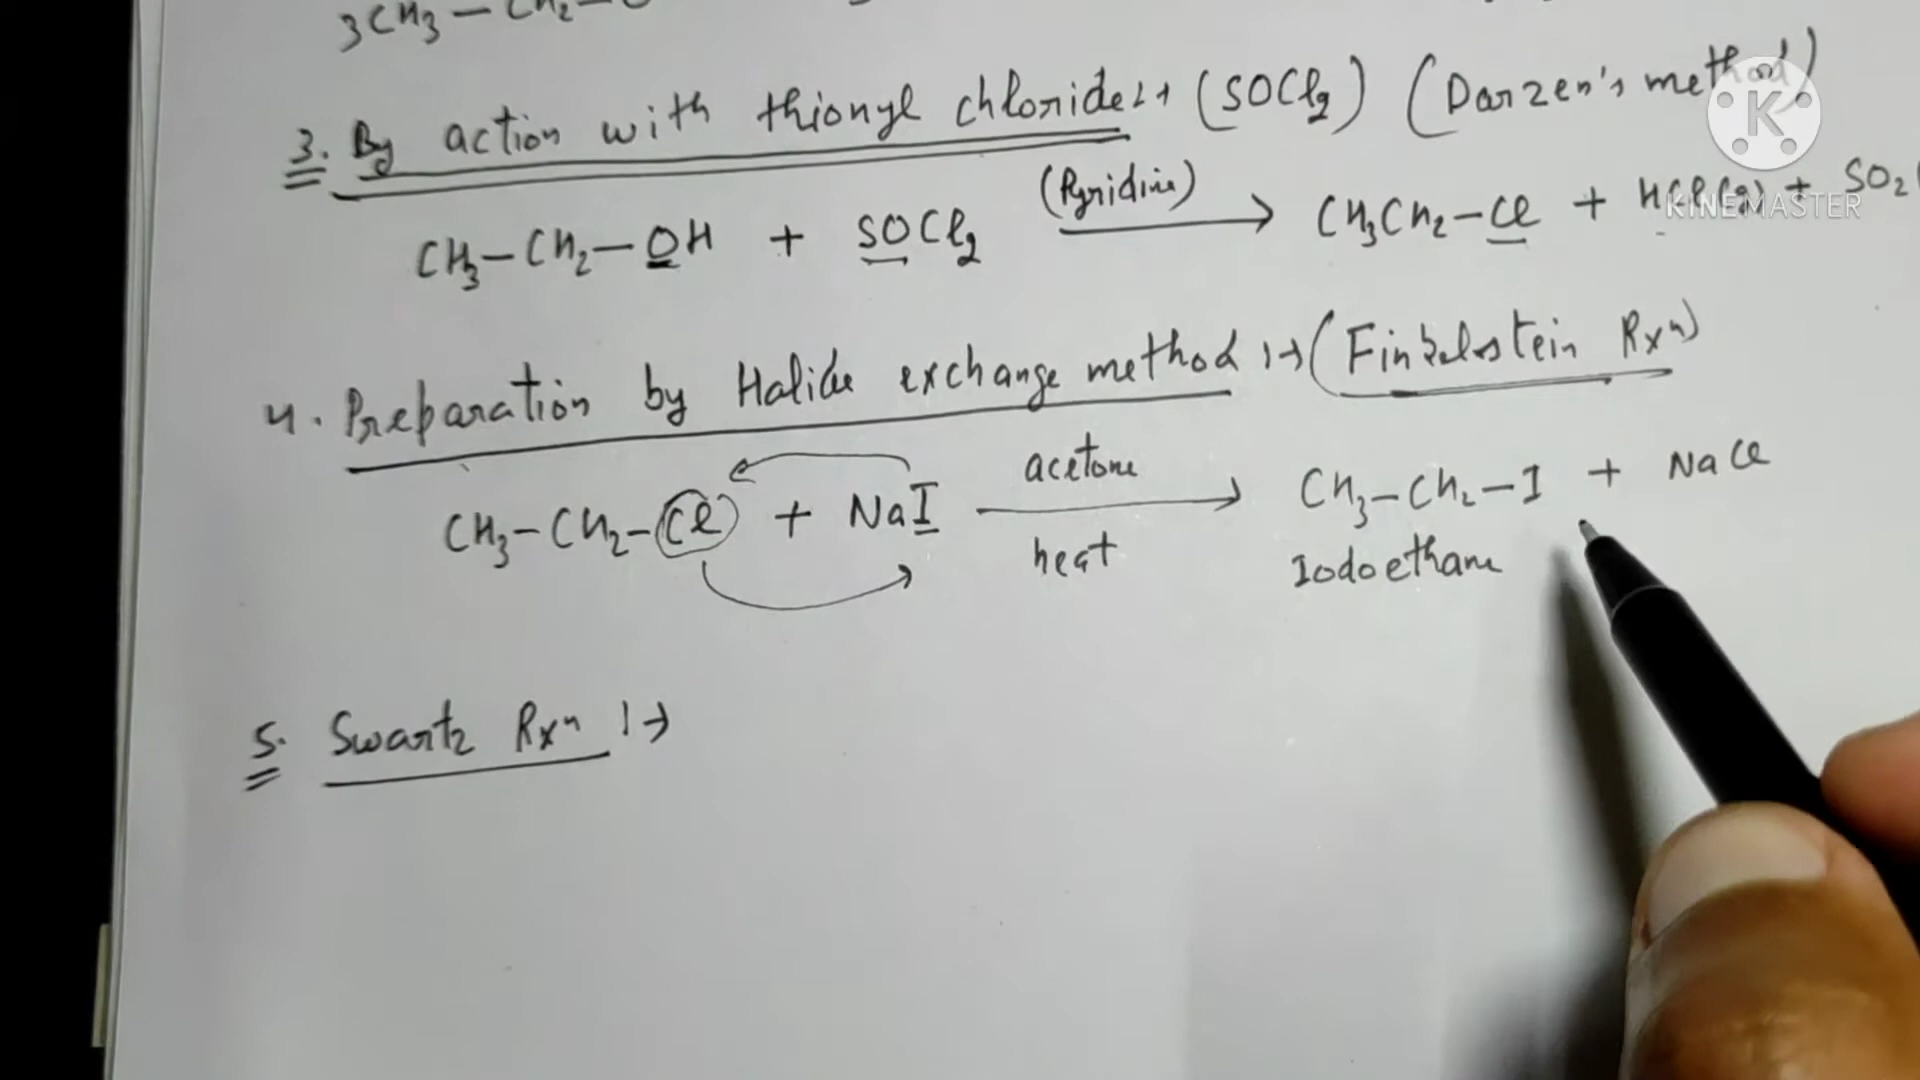 3CH3-CH2-
3. By action with thionyl chloride:→ (SOCl2) (Darzen's method)
CH3-CH2-OH + SOCl2 (Pyridine) → CH3CH2-Cl + HCl(g) + SO2(
KINEMASTER
4. Preparation by Halide exchange method :→ (Finkelstein Rxn)
CH3-CH2-Cl + NaI acetone → CH3-CH2-I + NaCl
heat Iodoethane
5. Swartz Rxn :→